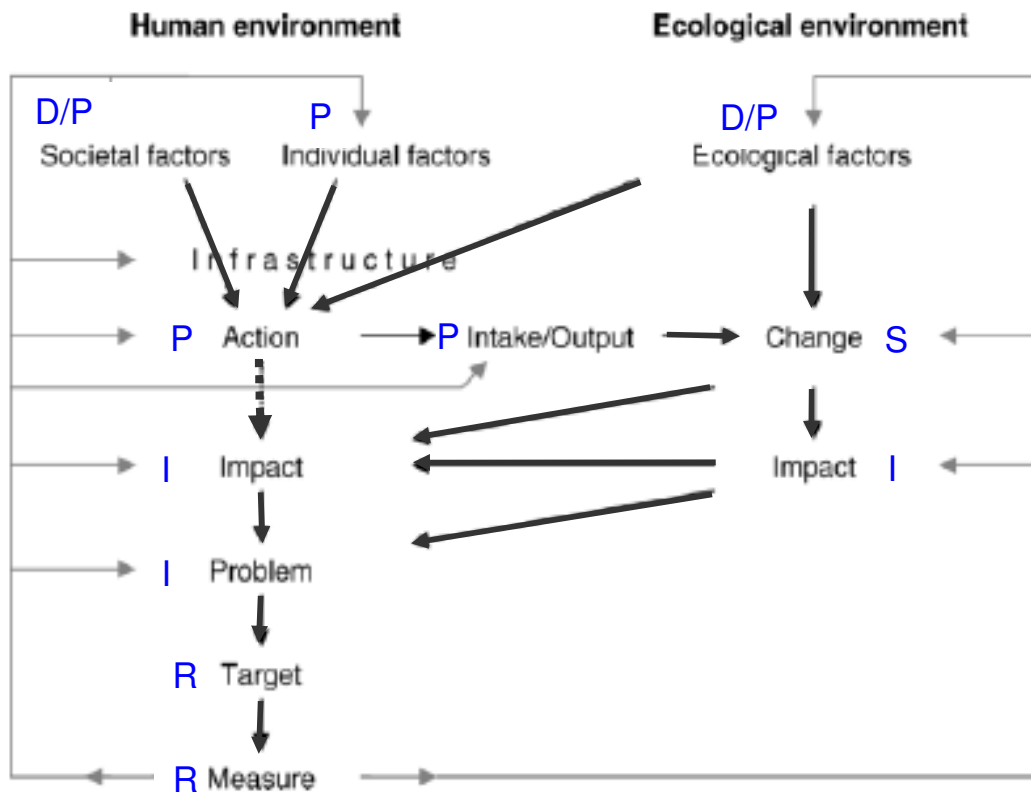 Human environment Ecological environment
D/P P D/P
Societal factors Individual factors Ecological factors
Infrastructure
P Action P Intake/Output Change S
I Impact Impact I
I Problem
R Target
R Measure